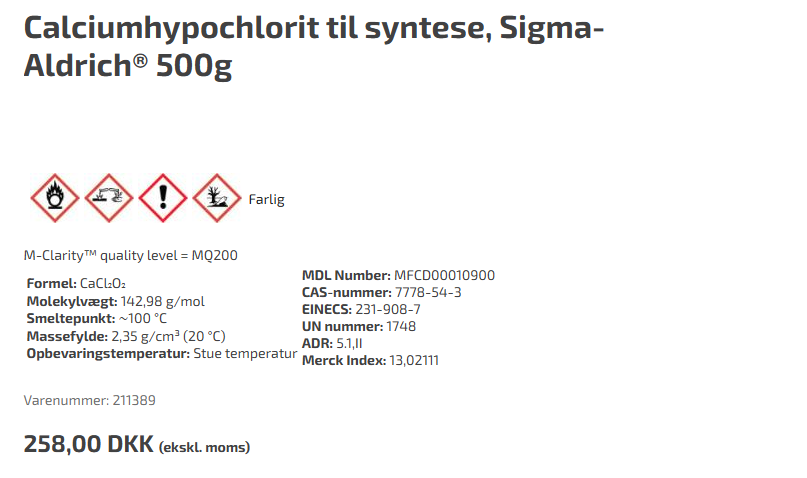 Calciumhypochlorit til syntese, Sigma-
Aldrich® 500g
Farlig
M-Clarity™ quality level = MQ200
Formel: CaCl₂O₂
Molekylvægt: 142,98 g/mol
Smeltepunkt: ~100 °C
Massefylde: 2,35 g/cm³ (20 °C)
Opbevaringstemperatur: Stue temperatur
MDL Number: MFCD00010900
CAS-nummer: 7778-54-3
EINECS: 231-908-7
UN nummer: 1748
ADR: 5.1,II
Merck Index: 13,02111
Varenummer: 211389
258,00 DKK (ekskl. moms)